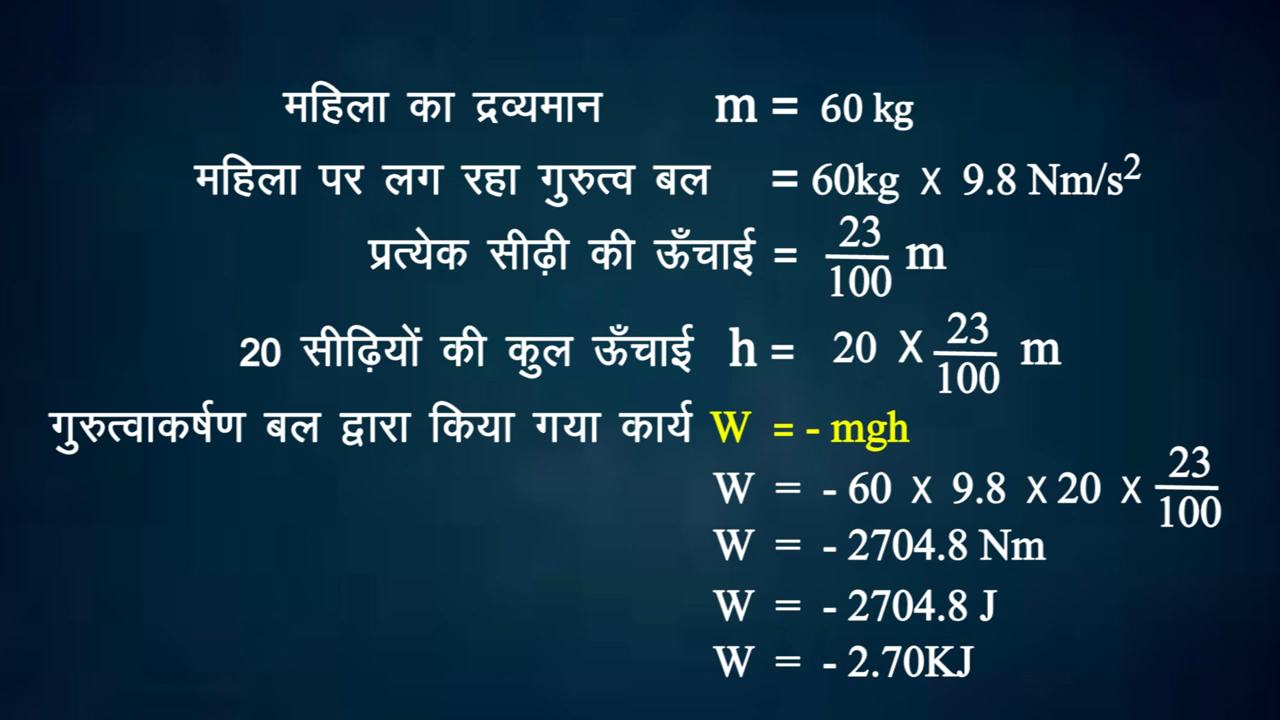 महिला का द्रव्यमान m = 60 kg
महिला पर लग रहा गुरुत्व बल = 60kg X 9.8 Nm/s²
प्रत्येक सीढ़ी की ऊँचाई = 23/100 m
20 सीढ़ियों की कुल ऊँचाई h = 20 X 23/100 m
गुरुत्वाकर्षण बल द्वारा किया गया कार्य W = - mgh
W = - 60 X 9.8 X 20 X 23/100
W = - 2704.8 Nm
W = - 2704.8 J
W = - 2.70KJ